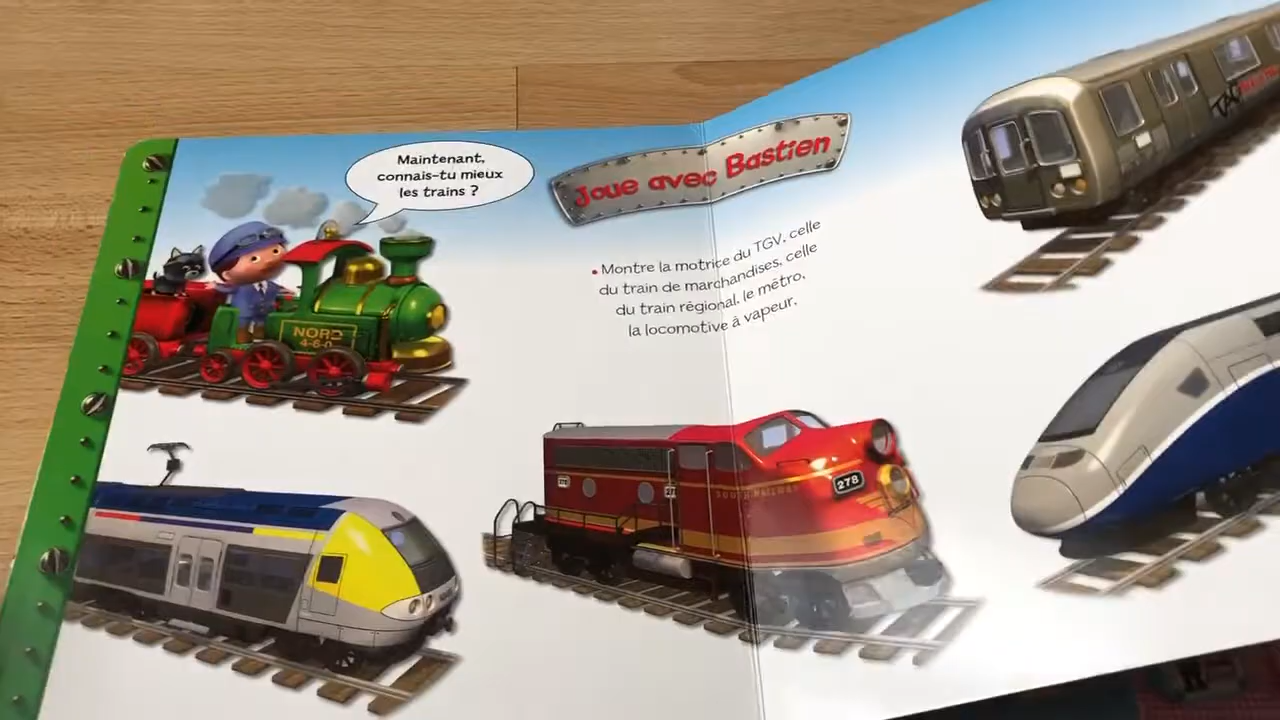 Maintenant,
connais-tu mieux
les trains ?
Joue avec Bastien
• Montre la motrice du TGV, celle
du train de marchandises, celle
du train régional, le métro,
la locomotive à vapeur.
NORD
4-6-0
278